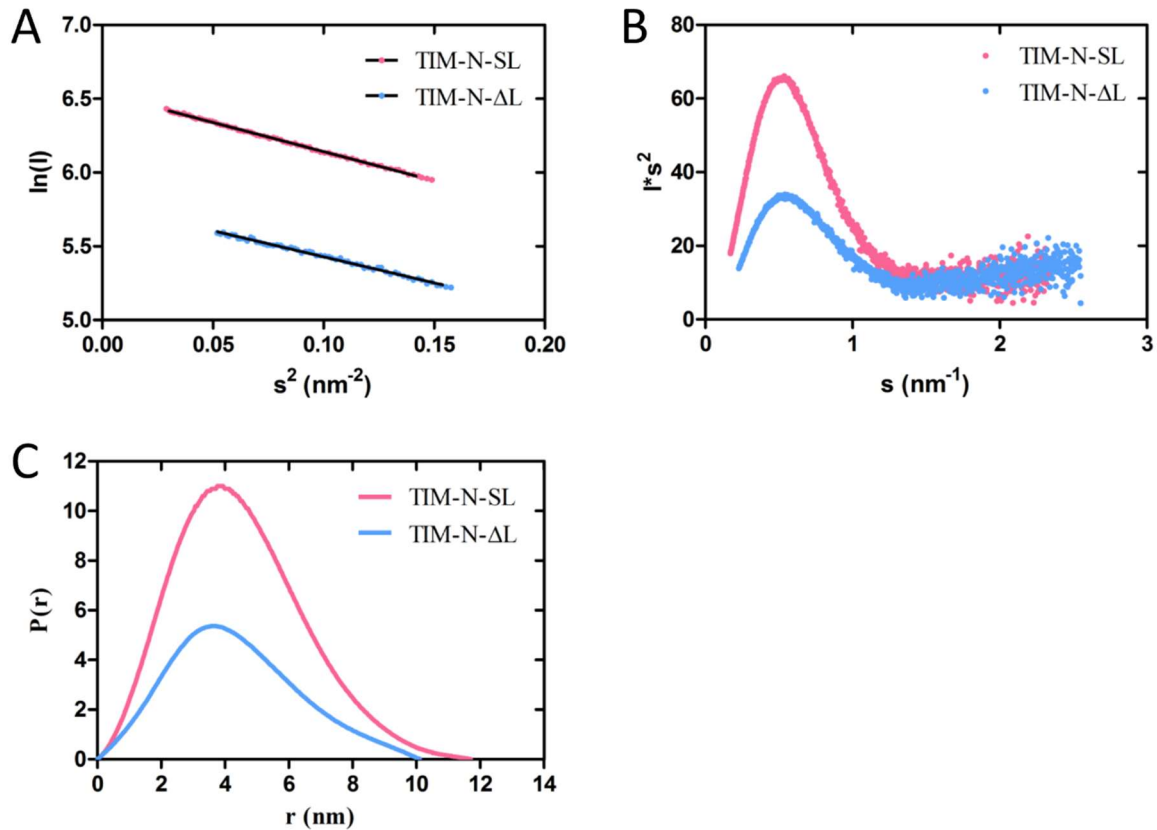 A
7.0
6.5
6.0
5.5
5.0
ln(I)
TIM-N-SL
TIM-N-ΔL
0.00 0.05 0.10 0.15 0.20
s² (nm⁻²)
B
80
60
40
20
0
I*s²
TIM-N-SL
TIM-N-ΔL
0 1 2 3
s (nm⁻¹)
C
12
10
8
6
4
2
0
P(r)
TIM-N-SL
TIM-N-ΔL
0 2 4 6 8 10 12 14
r (nm)